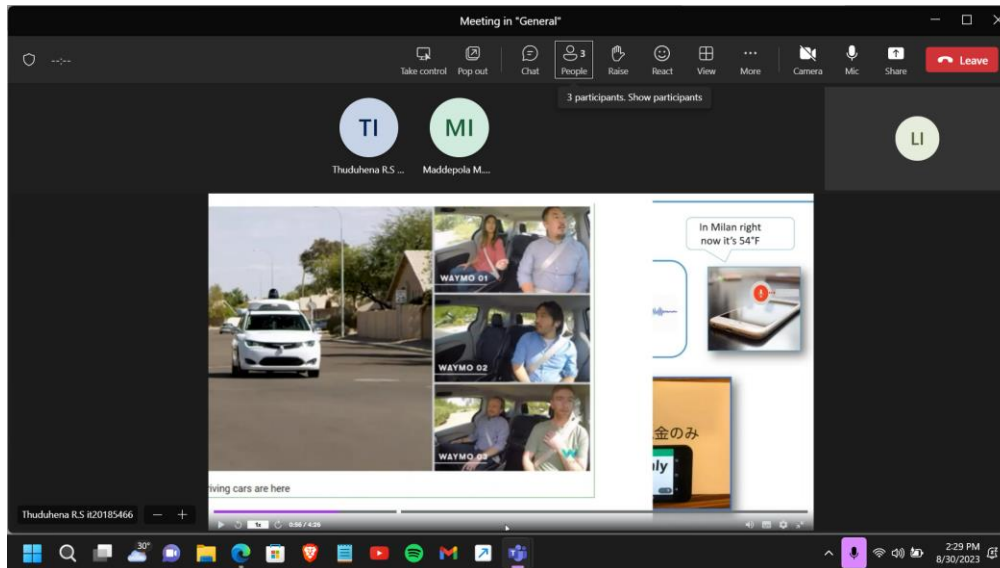 Meeting in "General"
--:--
Take control
Pop out
Chat
3
People
Raise
React
View
More
Camera
Mic
Share
Leave
3 participants. Show participants
TI
MI
LI
Thuduhena R.S ...
Maddepola M....
WAYMO 01
WAYMO 02
WAYMO 03
riving cars are here
In Milan right
now it's 54°F
金のみ
ly
Thuduhena R.S it20185466
1x
0:56 / 4:26
30°
2:29 PM
8/30/2023